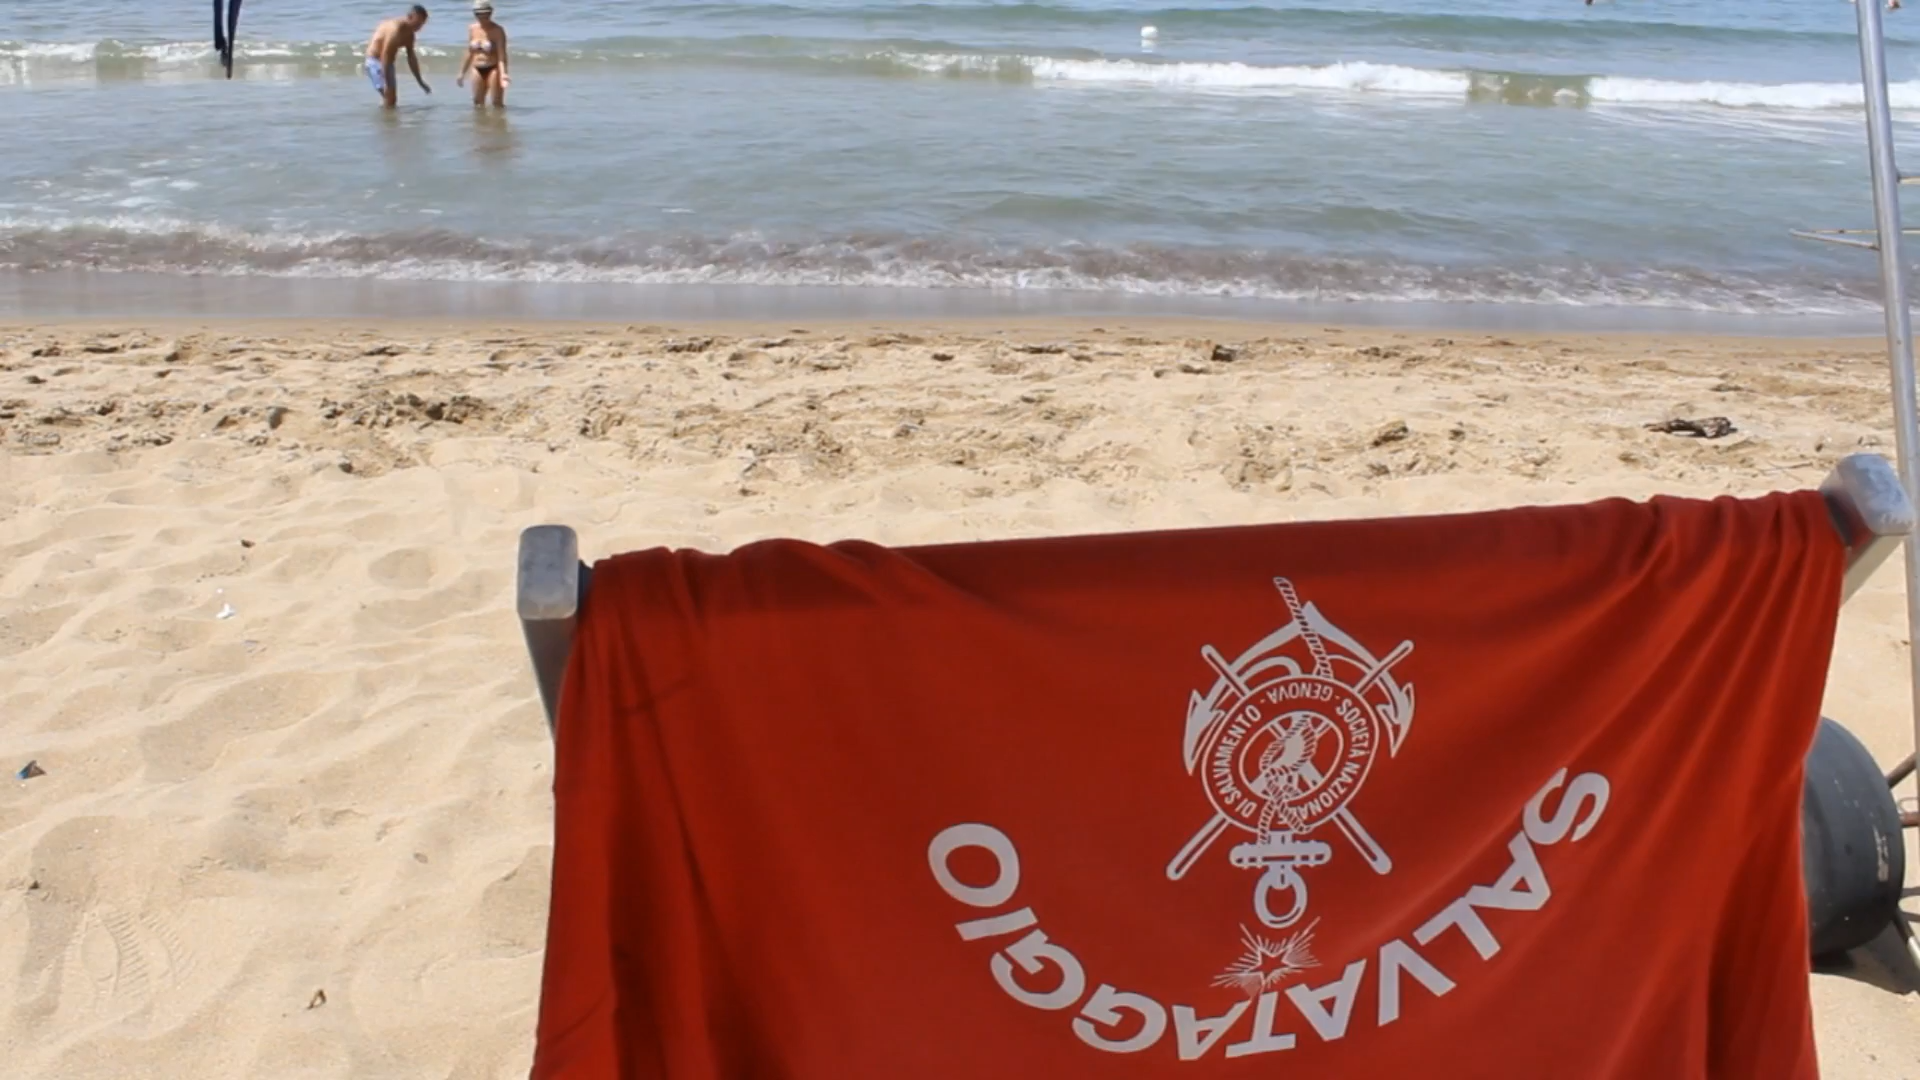 SALVATAGGIO
SOCIETÀ NAZIONALE DI SALVAMENTO - GENOVA -